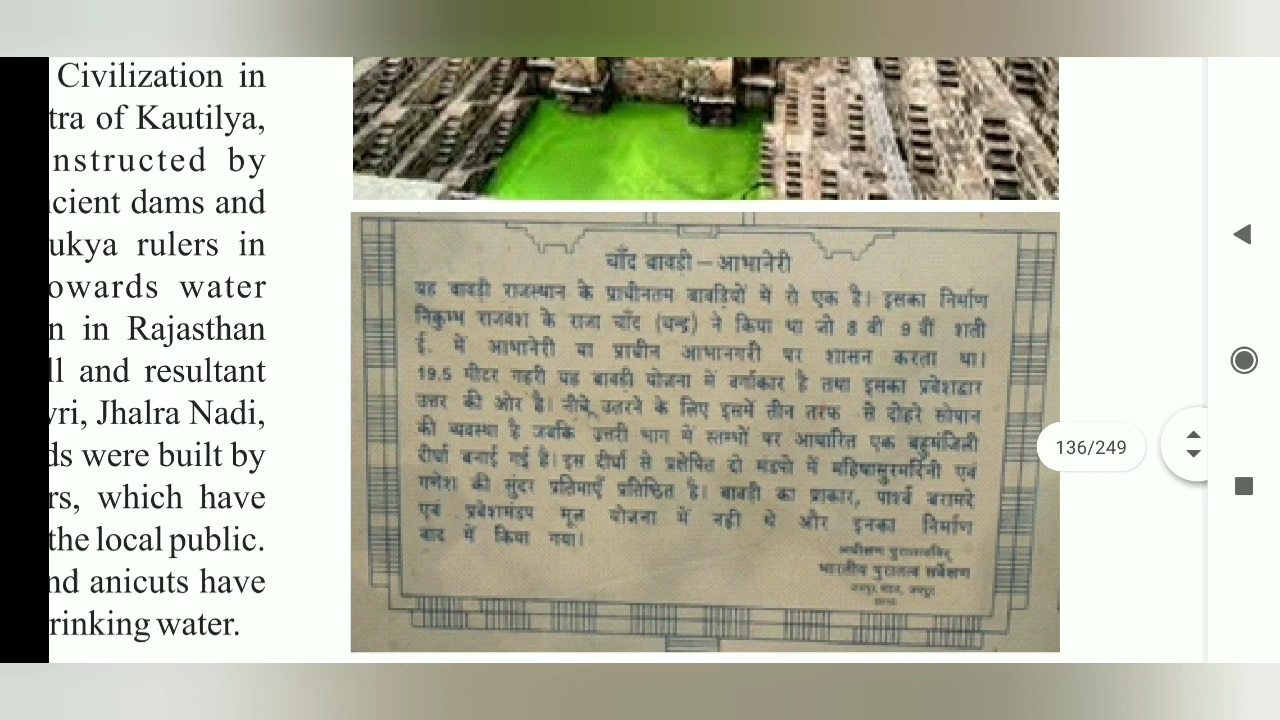 Civilization in
tra of Kautilya,
nstructed by
cient dams and
ukya rulers in
owards water
n in Rajasthan
ll and resultant
vri, Jhalra Nadi,
ds were built by
rs, which have
the local public.
nd anicuts have
rinking water.
चाँद बावड़ी – आभानेरी
यह बावड़ी राजस्थान के प्राचीनतम बावड़ियों में से एक है। इसका निर्माण
निकुम्भ राजवंश के राजा चाँद (चन्द्र) ने किया था जो 8 वीं 9 वीं शती
ई. में आभानेरी या प्राचीन आभानगरी पर शासन करता था।
19.5 मीटर गहरी यह बावड़ी योजना में वर्गाकार है तथा इसका प्रवेशद्वार
उत्तर की ओर है। नीचे उतरने के लिए इसमें तीन तरफ से दोहरे सोपान
की व्यवस्था है जबकि उत्तरी भाग में स्तम्भों पर आधारित एक बहुमंजिली
दीर्घा बनाई गई है। इस दीर्घा से प्रक्षेपित दो मंडपो में महिषासुरमर्दिनी एवं
गणेश की सुंदर प्रतिमाएँ प्रतिष्ठित है। बावड़ी का प्राकार, पार्श्व बरामदे
एवं प्रवेशमंडप मूल योजना में नही थे और इनका निर्माण
बाद में किया गया।
अधीक्षण पुरातत्वविद्
भारतीय पुरातत्व सर्वेक्षण
जयपुर मंडल, जयपुर
136/249